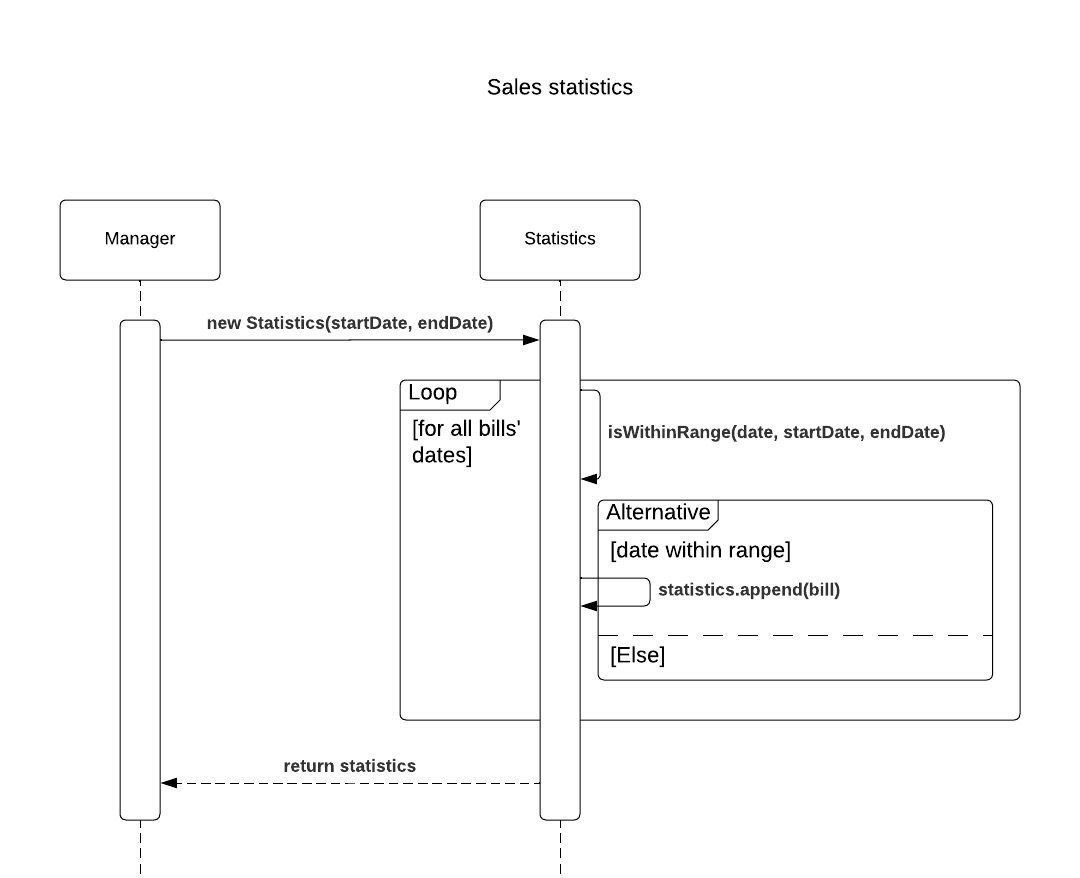 Sales statistics
Manager
Statistics
new Statistics(startDate, endDate)
Loop
[for all bills'
dates]
isWithinRange(date, startDate, endDate)
Alternative
[date within range]
statistics.append(bill)
[Else]
return statistics